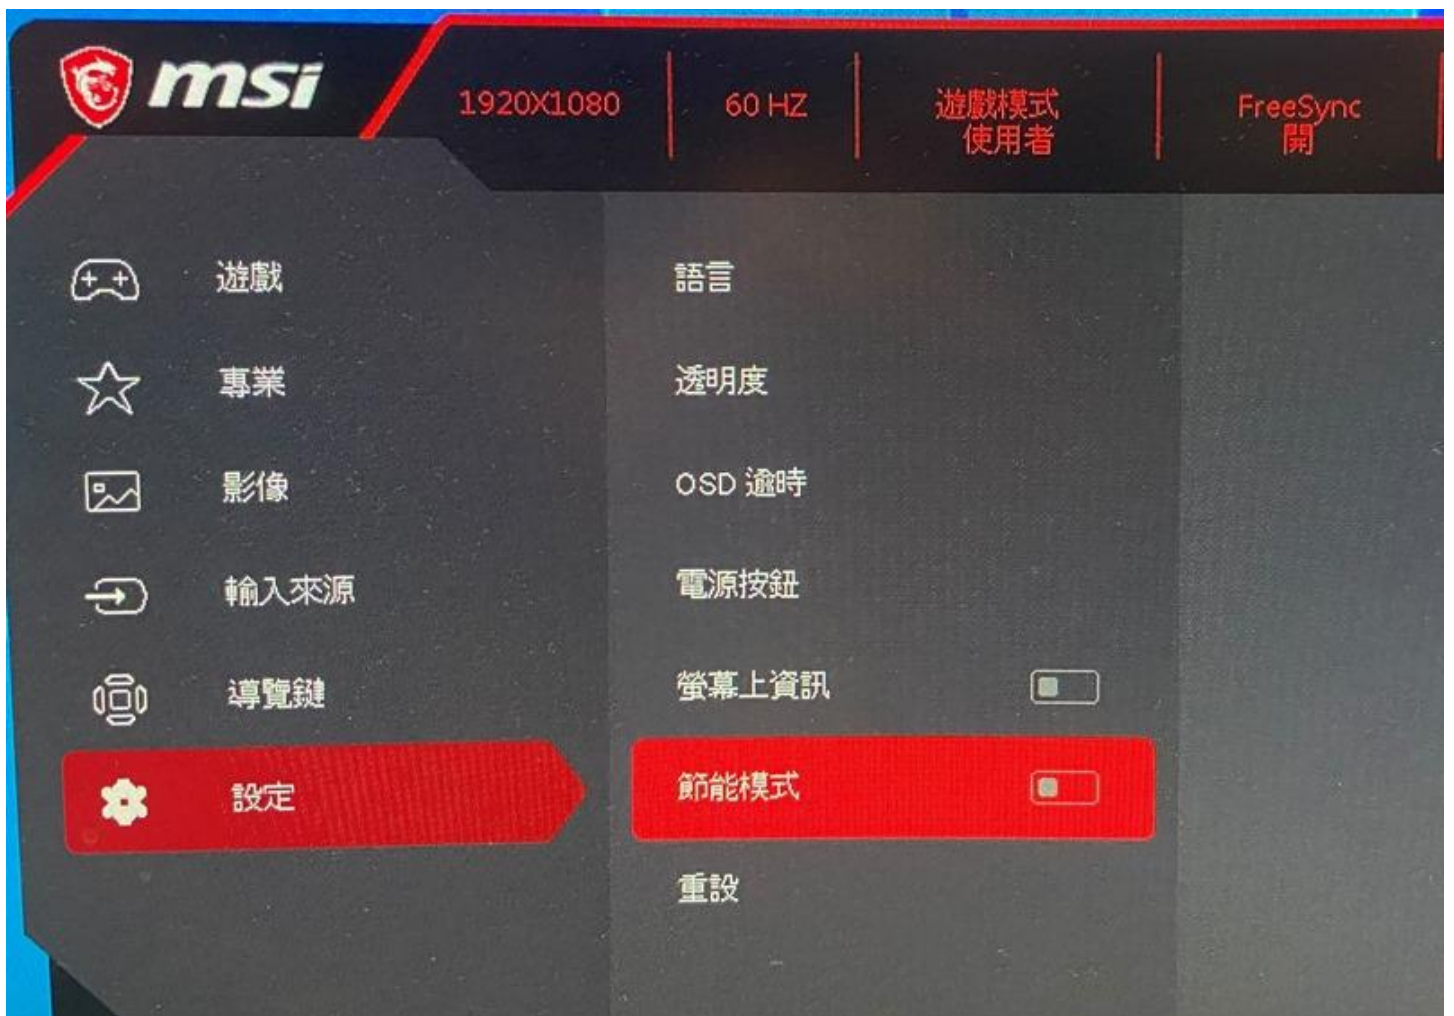 msi
1920X1080
60 HZ
遊戲模式
使用者
FreeSync
開
遊戲
專業
影像
輸入來源
導覽鍵
設定
語言
透明度
OSD 逾時
電源按鈕
螢幕上資訊
節能模式
重設